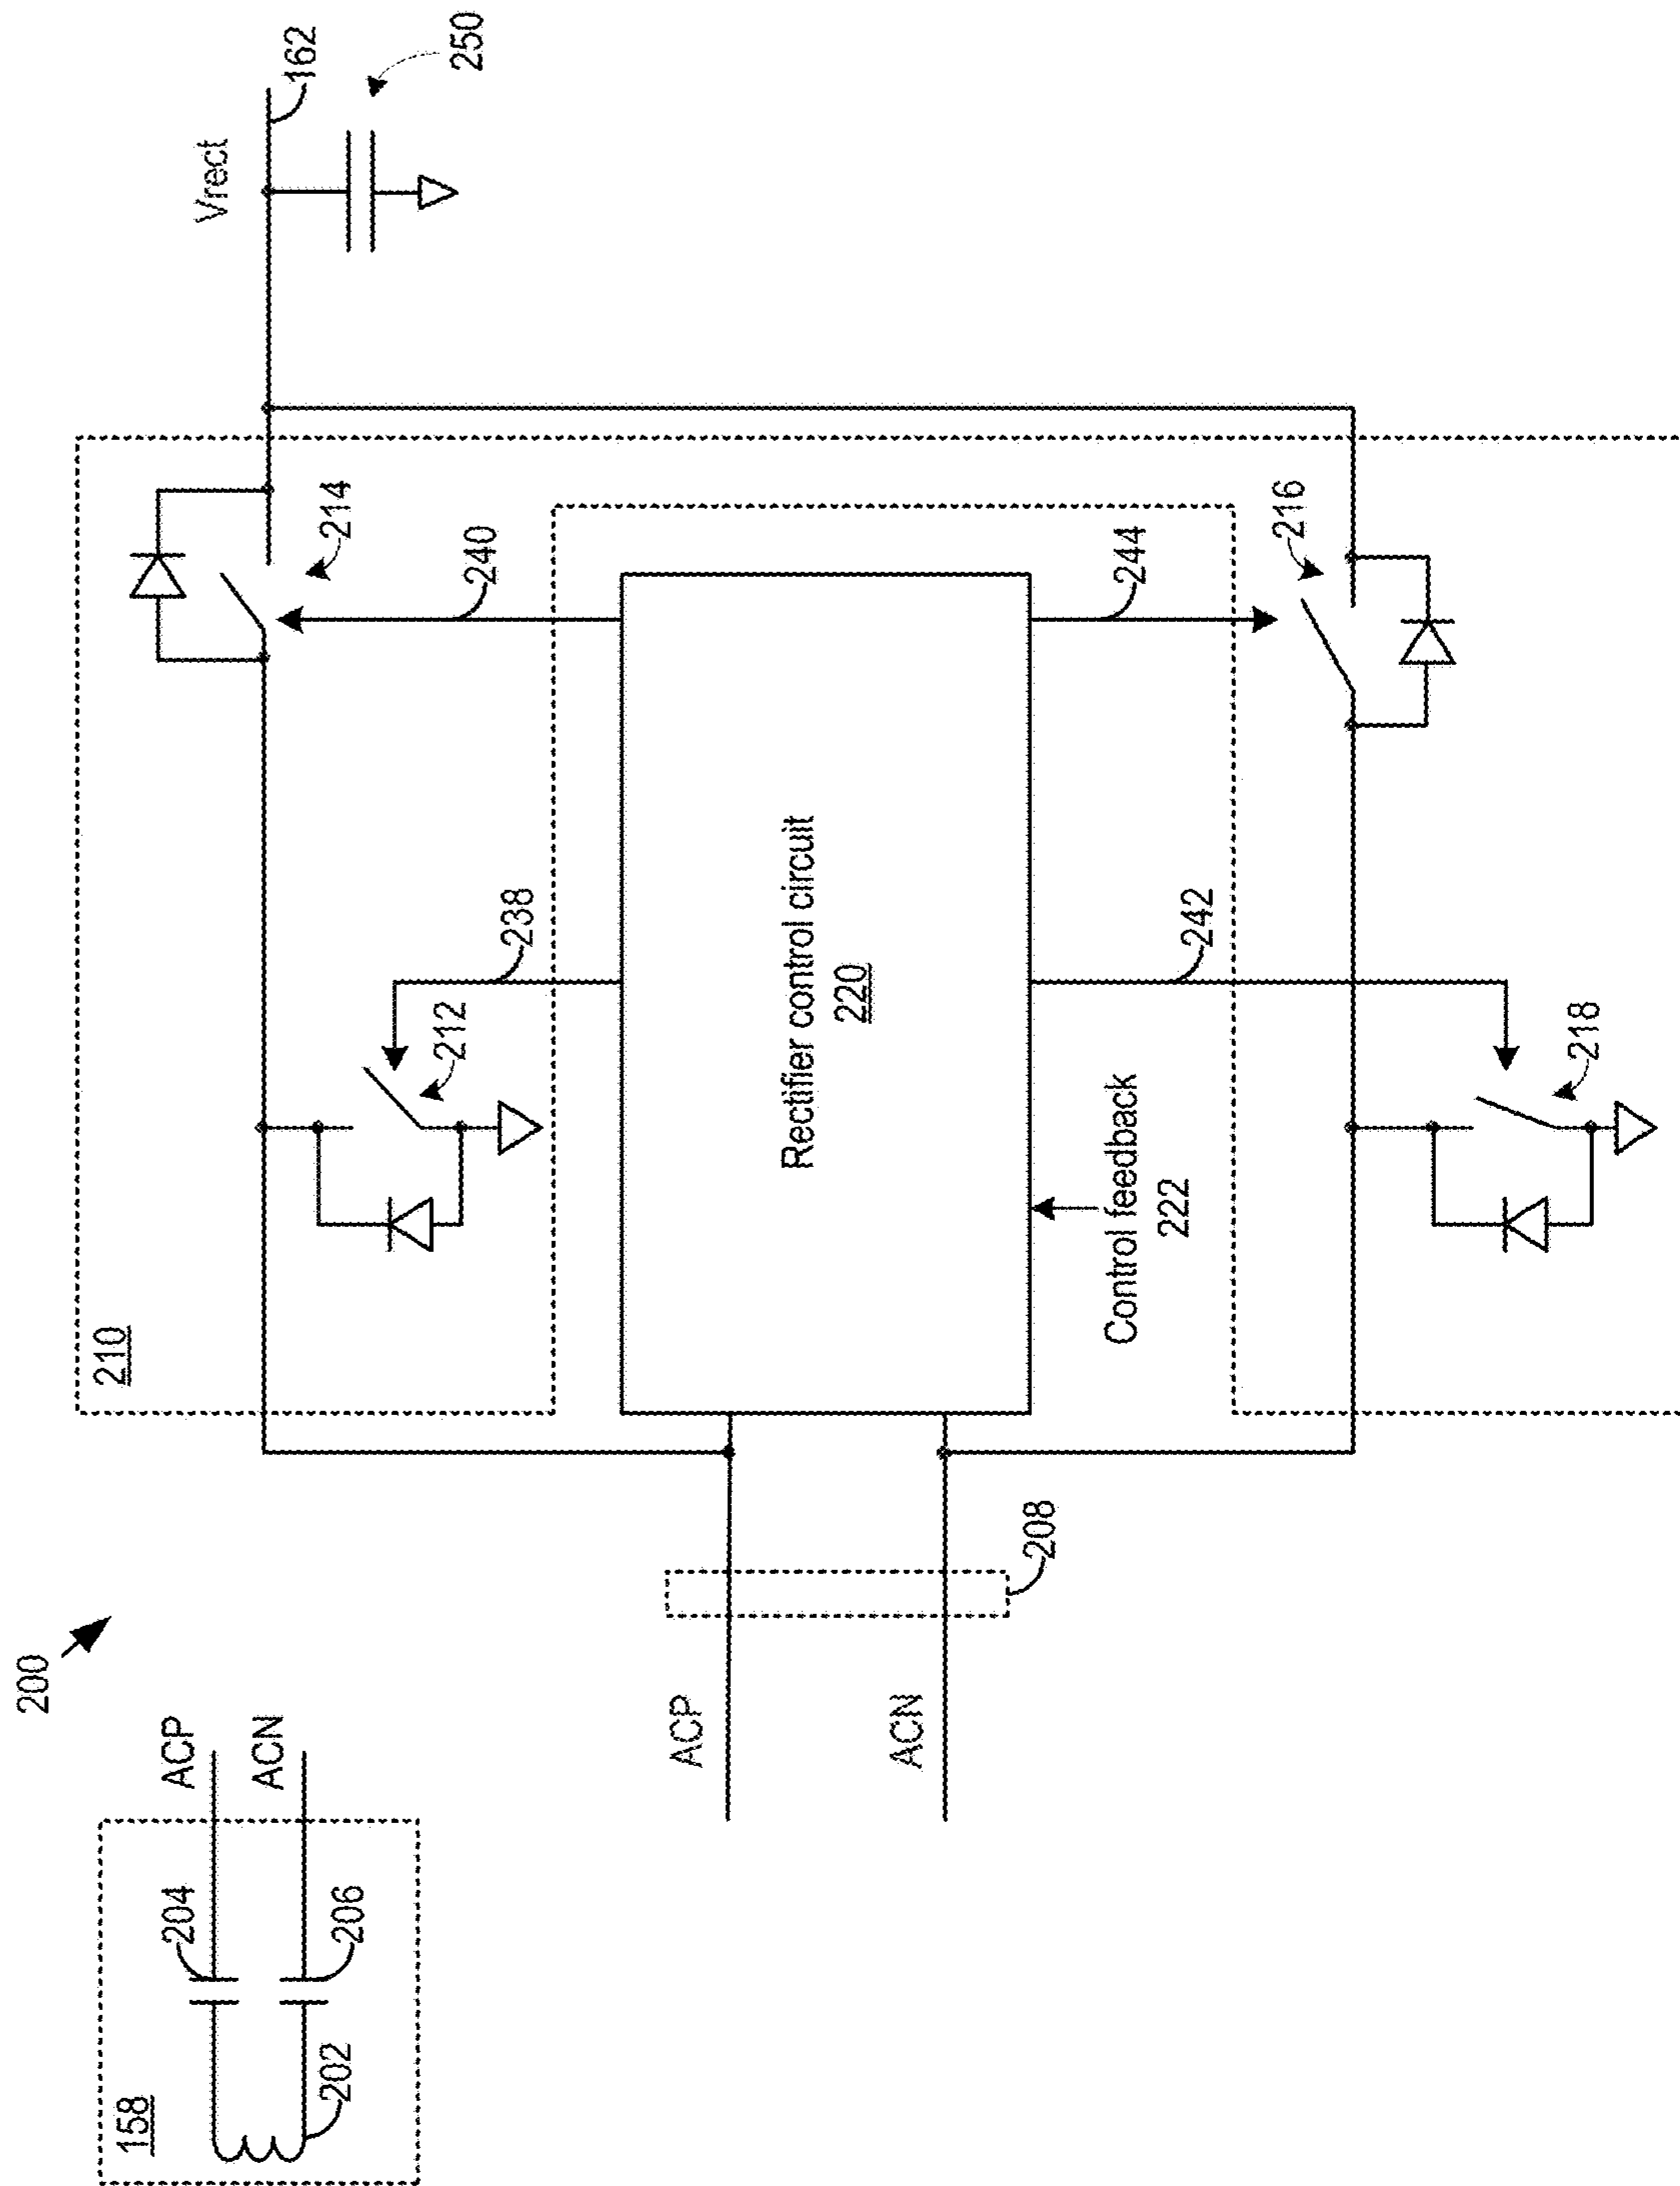 200
158
202
204
206
ACP
ACN
ACP
ACN
208
210
212
238
214
240
Vrect
162
250
Rectifier control circuit
220
Control feedback
222
242
244
216
218